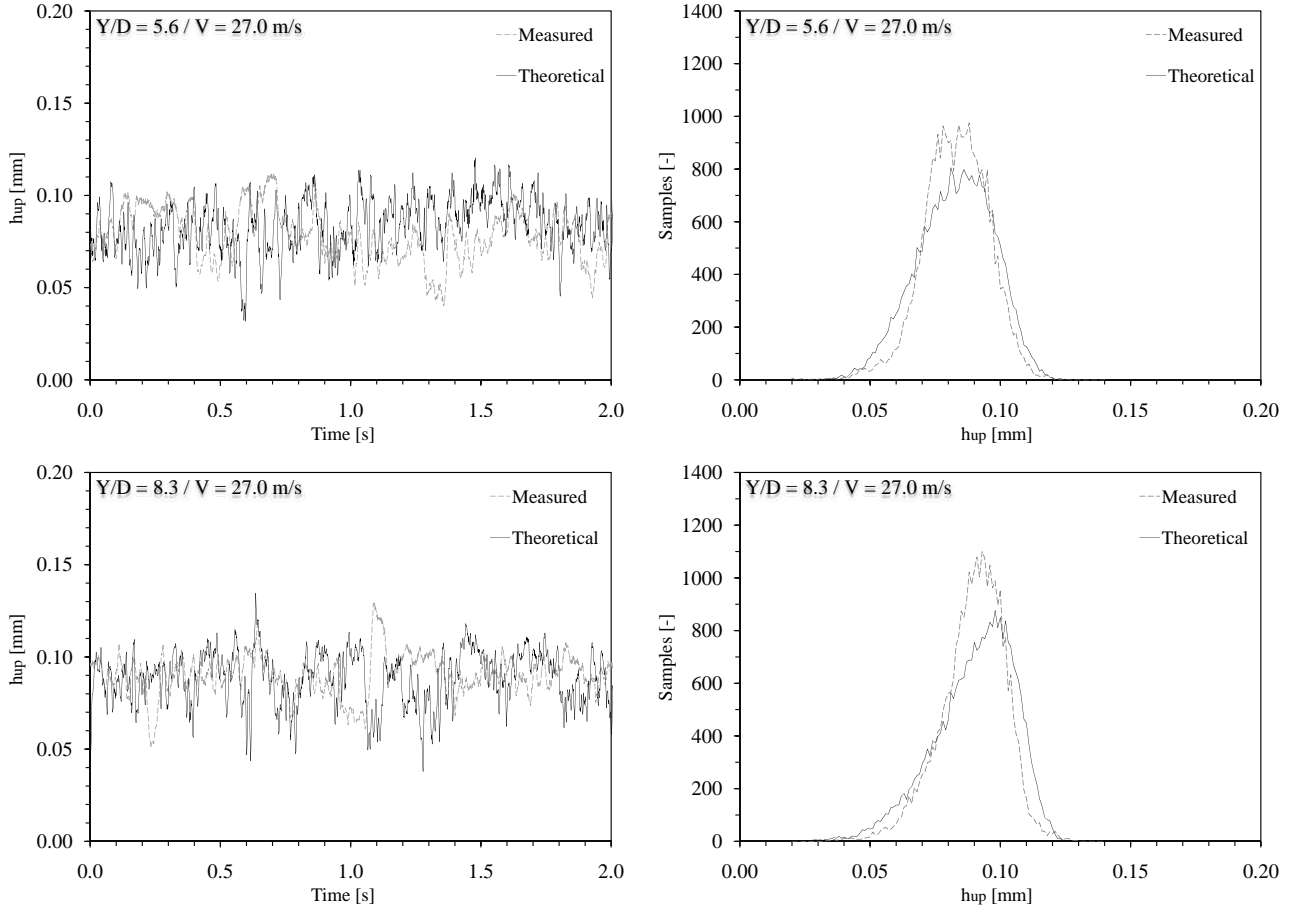 Y/D = 5.6 / V = 27.0 m/s
Measured
Theoretical
0.20
0.15
0.10
0.05
0.00
hup [mm]
0.0
0.5
1.0
1.5
2.0
Time [s]
Y/D = 5.6 / V = 27.0 m/s
Measured
Theoretical
1400
1200
1000
800
600
400
200
0
Samples [-]
0.00
0.05
0.10
0.15
0.20
hup [mm]
Y/D = 8.3 / V = 27.0 m/s
Measured
Theoretical
0.20
0.15
0.10
0.05
0.00
hup [mm]
0.0
0.5
1.0
1.5
2.0
Time [s]
Y/D = 8.3 / V = 27.0 m/s
Measured
Theoretical
1400
1200
1000
800
600
400
200
0
Samples [-]
0.00
0.05
0.10
0.15
0.20
hup [mm]